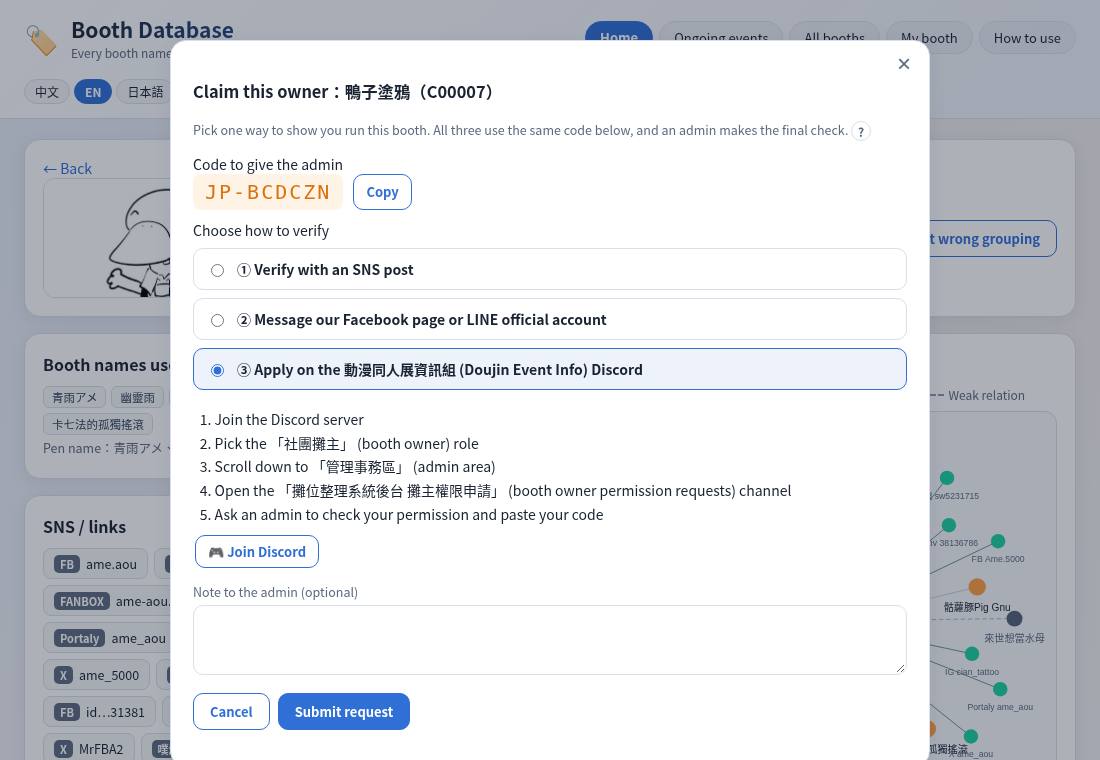 Booth Database
Every booth name
Home
Ongoing events
All booths
My booth
How to use
中文
EN
日本語
Claim this owner：鴨子塗鴉（C00007）
Pick one way to show you run this booth. All three use the same code below, and an admin makes the final check. ?
Code to give the admin
JP-BCDCZN
Copy
Choose how to verify
① Verify with an SNS post
② Message our Facebook page or LINE official account
③ Apply on the 動漫同人展資訊組 (Doujin Event Info) Discord
1. Join the Discord server
2. Pick the 「社團攤主」 (booth owner) role
3. Scroll down to 「管理事務區」 (admin area)
4. Open the 「攤位整理系統後台 攤主權限申請」 (booth owner permission requests) channel
5. Ask an admin to check your permission and paste your code
Join Discord
Note to the admin (optional)
Cancel
Submit request
← Back
t wrong grouping
Booth names us
青雨アメ
幽靈雨
卡七法的孤獨搖滾
Pen name：青雨アメ、
SNS / links
FB ame.aou
FANBOX ame-aou.
Portaly ame_aou
X ame_5000
FB id…31381
X MrFBA2
Weak relation
sw5231715
38136786
FB Ame.5000
骷蘿豚Pig Gnu
來世想當水母
IG cian_tattoo
Portaly ame_aou
孤獨搖滾
ame_aou